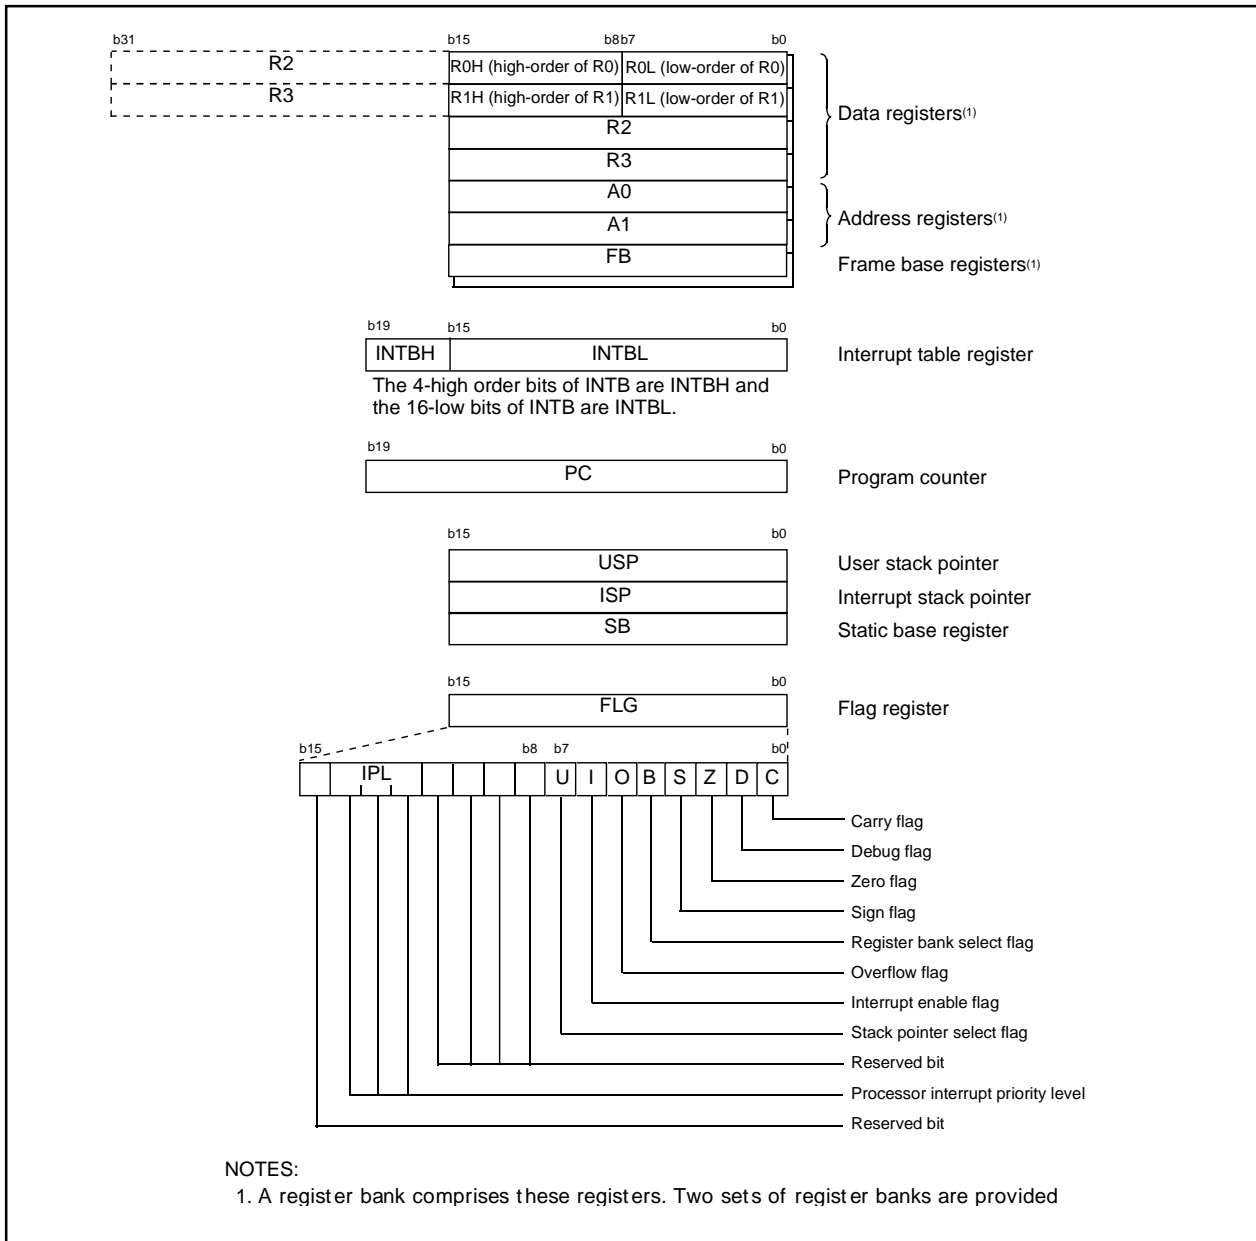 b31 b15 b8b7 b0
R2 R0H (high-order of R0) R0L (low-order of R0)
R3 R1H (high-order of R1) R1L (low-order of R1)
R2
R3
Data registers(1)
A0
A1
Address registers(1)
FB
Frame base registers(1)
b19 b15 b0
INTBH INTBL Interrupt table register
The 4-high order bits of INTB are INTBH and
the 16-low bits of INTB are INTBL.
b19 b0
PC Program counter
b15 b0
USP User stack pointer
ISP Interrupt stack pointer
SB Static base register
b15 b0
FLG Flag register
b15 b8 b7 b0
IPL U I O B S Z D C
Carry flag
Debug flag
Zero flag
Sign flag
Register bank select flag
Overflow flag
Interrupt enable flag
Stack pointer select flag
Reserved bit
Processor interrupt priority level
Reserved bit
NOTES:
1. A register bank comprises these registers. Two sets of register banks are provided